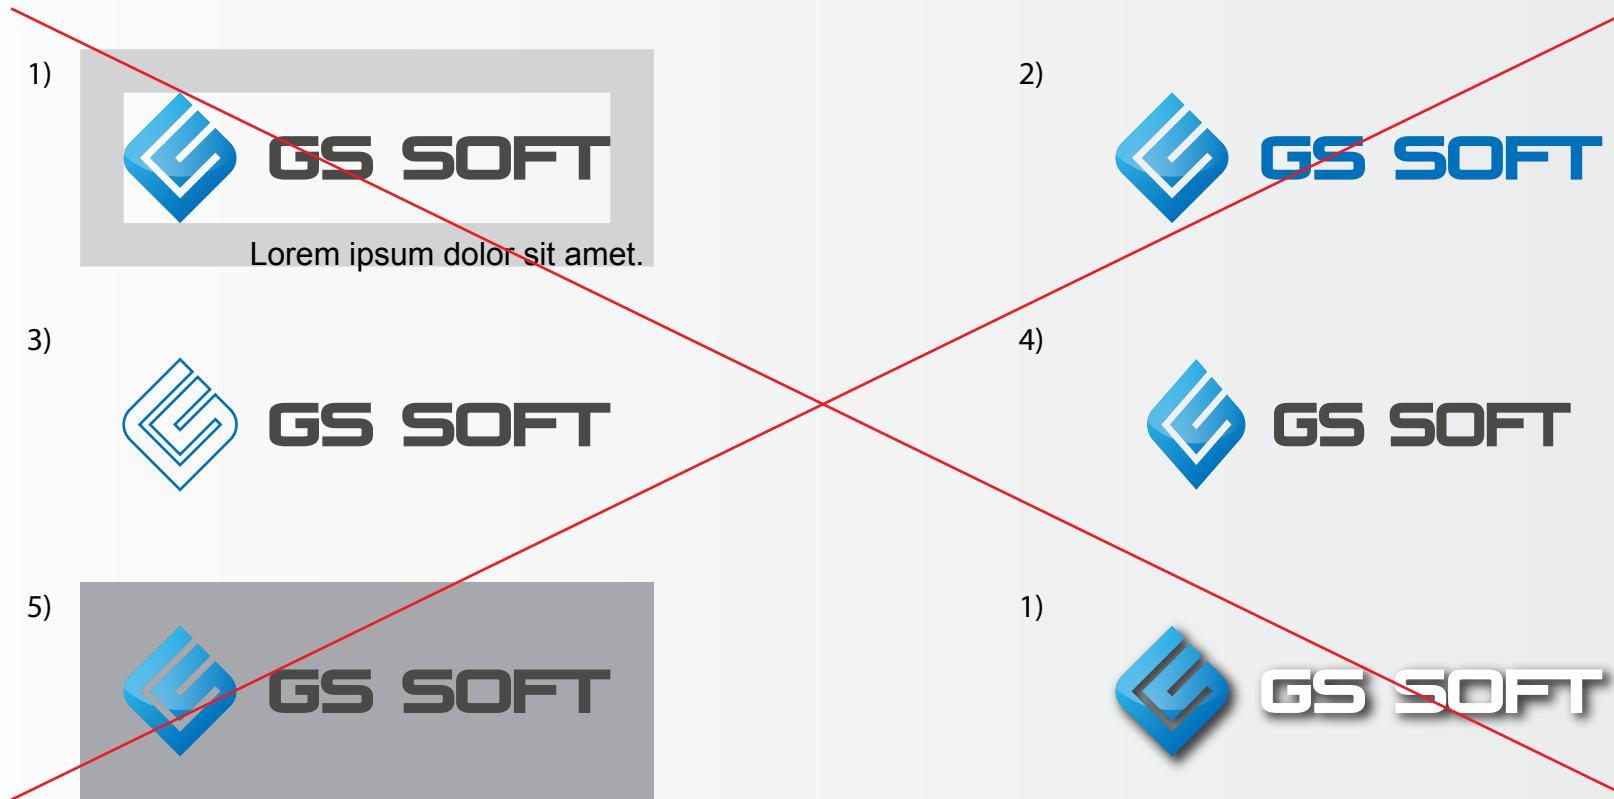 1)
GS SOFT
Lorem ipsum dolor sit amet.
2)
GS SOFT
3)
GS SOFT
4)
GS SOFT
5)
GS SOFT
1)
GS SOFT